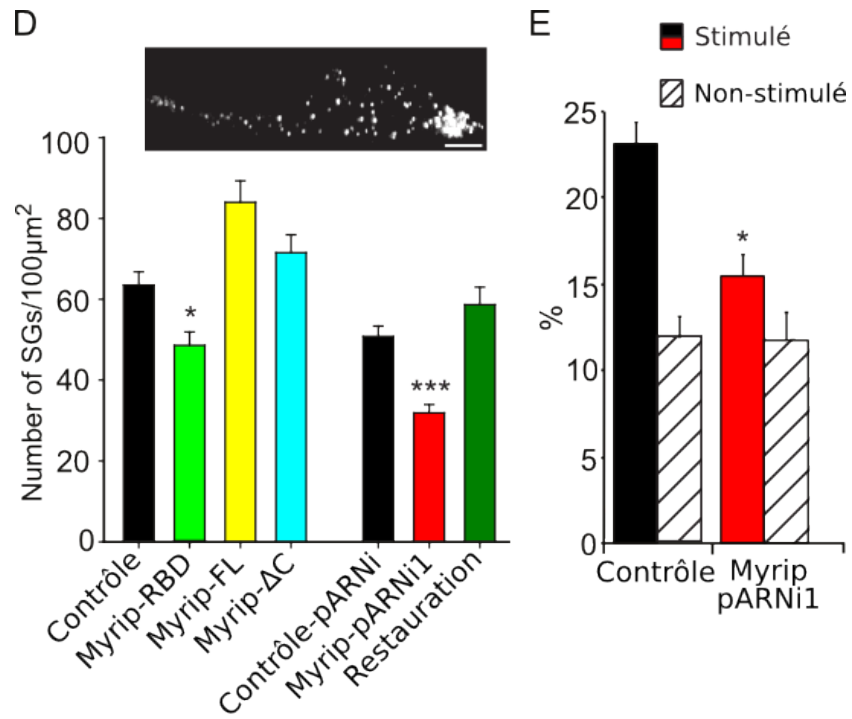 D
Number of SGs/100µm²
100
80
60
40
20
0
*
***
Contrôle
Myrip-RBD
Myrip-FL
Myrip-ΔC
Contrôle-pARNi
Myrip-pARNi1
Restauration
E
Stimulé
Non-stimulé
%
25
20
15
10
5
0
*
Contrôle
Myrip
pARNi1